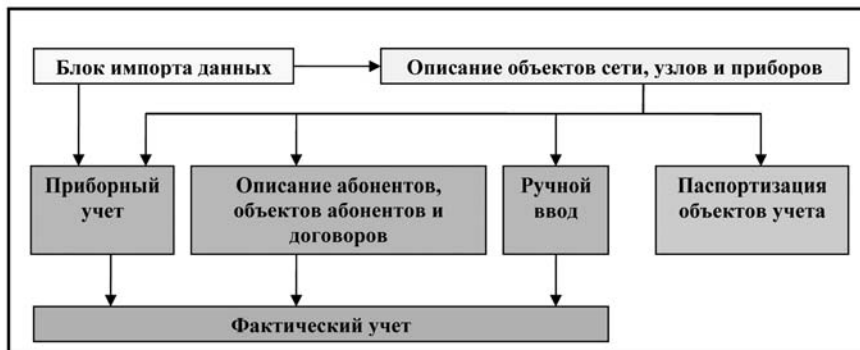 Блок импорта данных
Описание объектов сети, узлов и приборов
Приборный
учет
Описание абонентов,
объектов абонентов и
договоров
Ручной
ввод
Паспортизация
объектов учета
Фактический учет